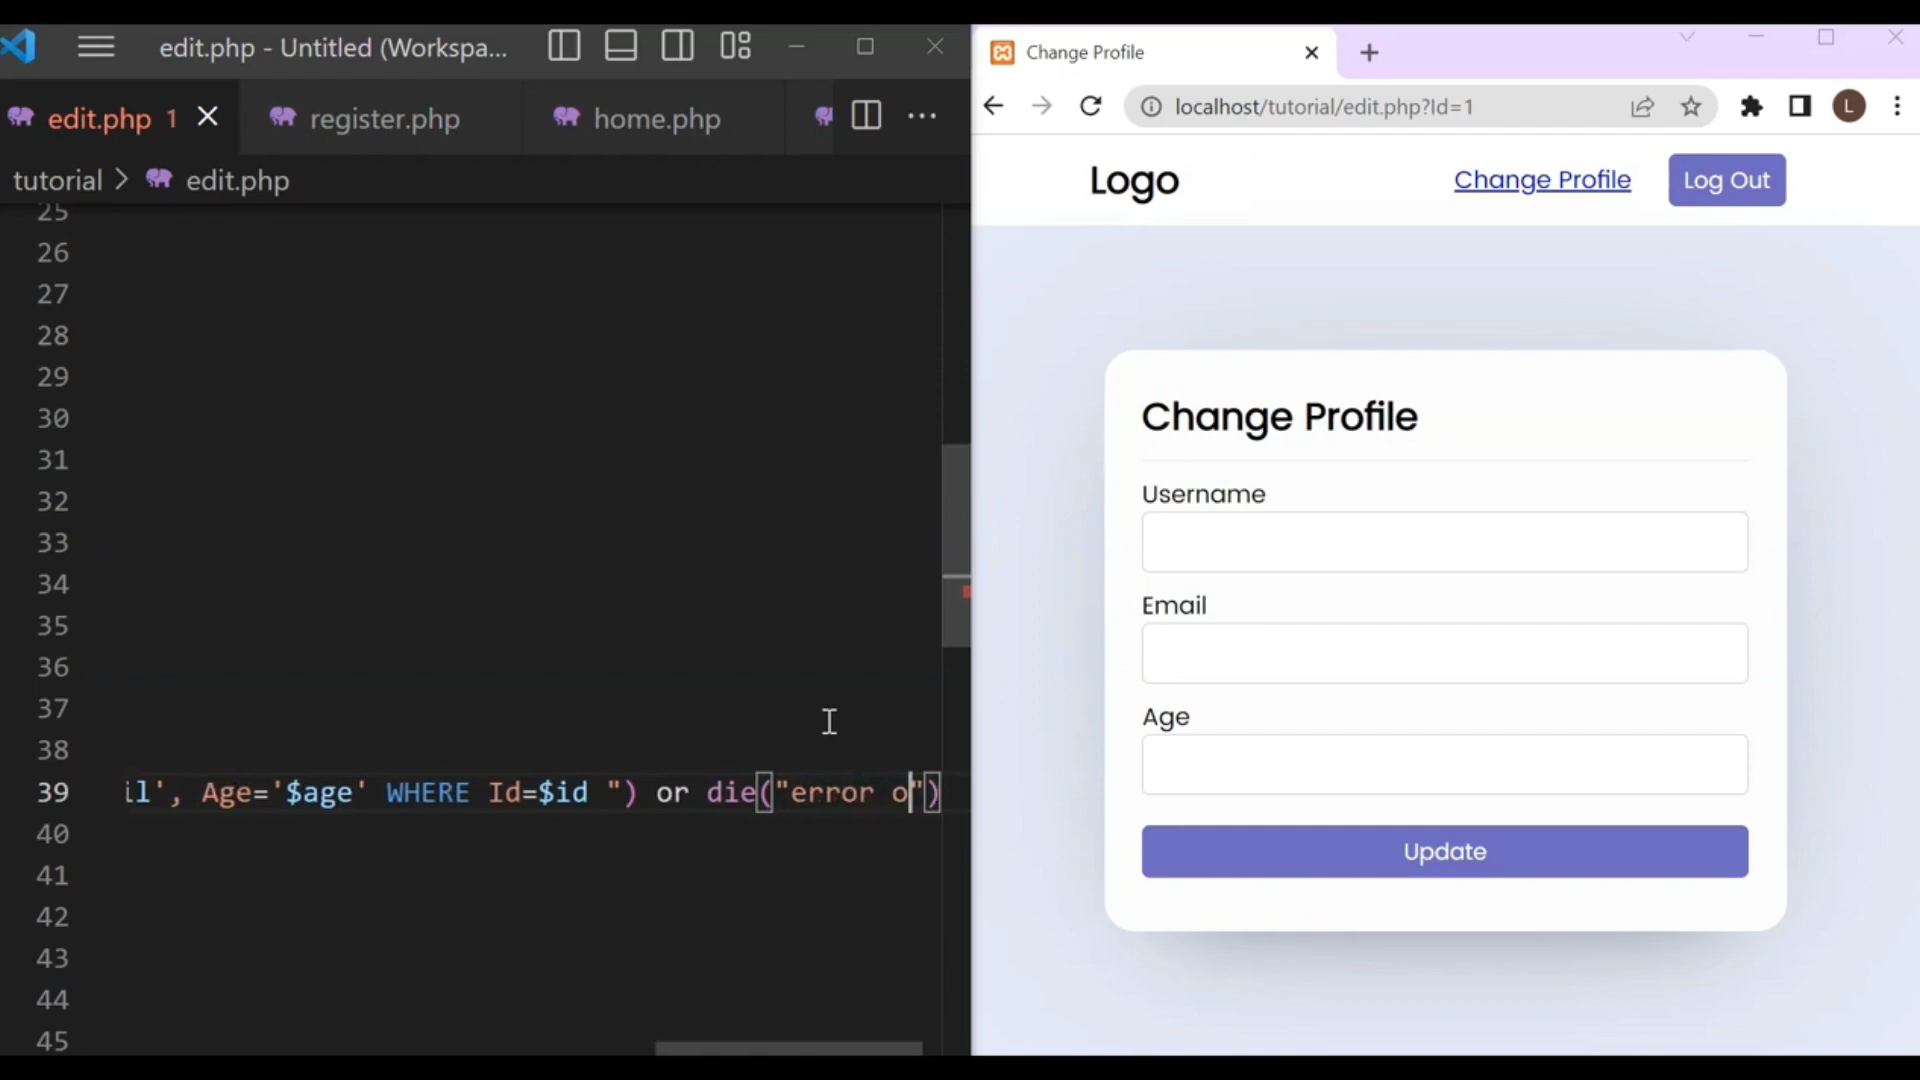 edit.php - Untitled (Workspa...
edit.php 1
register.php
home.php
tutorial > edit.php
25
26
27
28
29
30
31
32
33
34
35
36
37
38
39 il', Age='$age' WHERE Id=$id ") or die("error o")
40
41
42
43
44
45
Change Profile
localhost/tutorial/edit.php?Id=1
L
Logo
Change Profile
Log Out
Change Profile
Username
Email
Age
Update